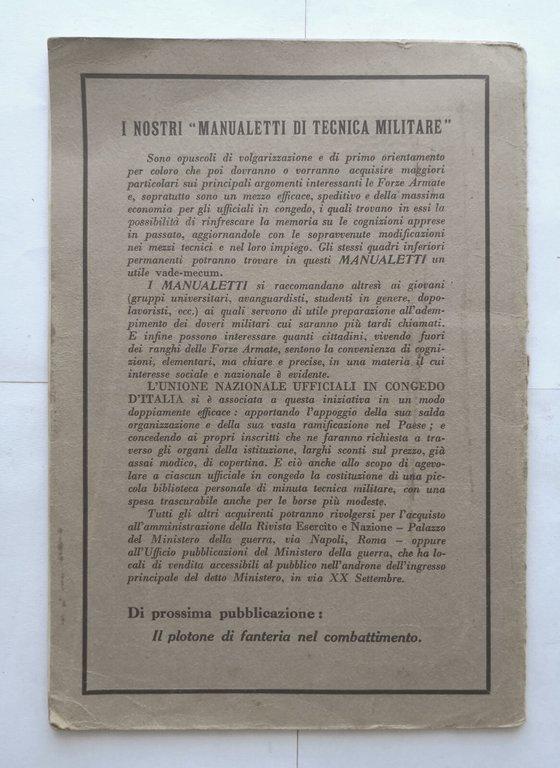 I NOSTRI "MANUALETTI DI TECNICA MILITARE"
Sono opuscoli di volgarizzazione e di primo orientamento
per coloro che poi dovranno o vorranno acquisire maggiori
particolari sui principali argomenti interessanti le Forze Armate
e, sopratutto sono un mezzo efficace, speditivo e della massima
economia per gli ufficiali in congedo, i quali trovano in essi la
possibilità di rinfrescare la memoria su le cognizioni apprese
in passato, aggiornandole con le sopravvenute modificazioni
nei mezzi tecnici e nel loro impiego. Gli stessi quadri inferiori
permanenti potranno trovare in questi MANUALETTI un
utile vade-mecum.
I MANUALETTI si raccomandano altresì ai giovani
(gruppi universitari, avanguardisti, studenti in genere, dopo-
lavoristi, ecc.) ai quali servono di utile preparazione all'adem-
pimento dei doveri militari cui saranno più tardi chiamati.
E infine possono interessare quanti cittadini, vivendo fuori
dei ranghi delle Forze Armate, sentono la convenienza di cogni-
zioni, elementari, ma chiare e precise, in una materia il cui
interesse sociale e nazionale è evidente.
L'UNIONE NAZIONALE UFFICIALI IN CONGEDO
D'ITALIA si è associata a questa iniziativa in un modo
doppiamente efficace: apportando l'appoggio della sua salda
organizzazione e della sua vasta ramificazione nel Paese; e
concedendo ai propri inscritti che ne faranno richiesta a tra-
verso gli organi della istituzione, larghi sconti sul prezzo, già
assai modico, di copertina. E ciò anche allo scopo di agevo-
lare a ciascun ufficiale in congedo la costituzione di una pic-
cola biblioteca personale di minuta tecnica militare, con una
spesa trascurabile anche per le borse più modeste.
Tutti gli altri acquirenti potranno rivolgersi per l'acquisto
all'amministrazione della Rivista Esercito e Nazione – Palazzo
del Ministero della guerra, via Napoli, Roma – oppure
all'Ufficio pubblicazioni del Ministero della guerra, che ha lo-
cali di vendita accessibili al pubblico nell'androne dell'ingresso
principale del detto Ministero, in via XX Settembre.
Di prossima pubblicazione:
Il plotone di fanteria nel combattimento.